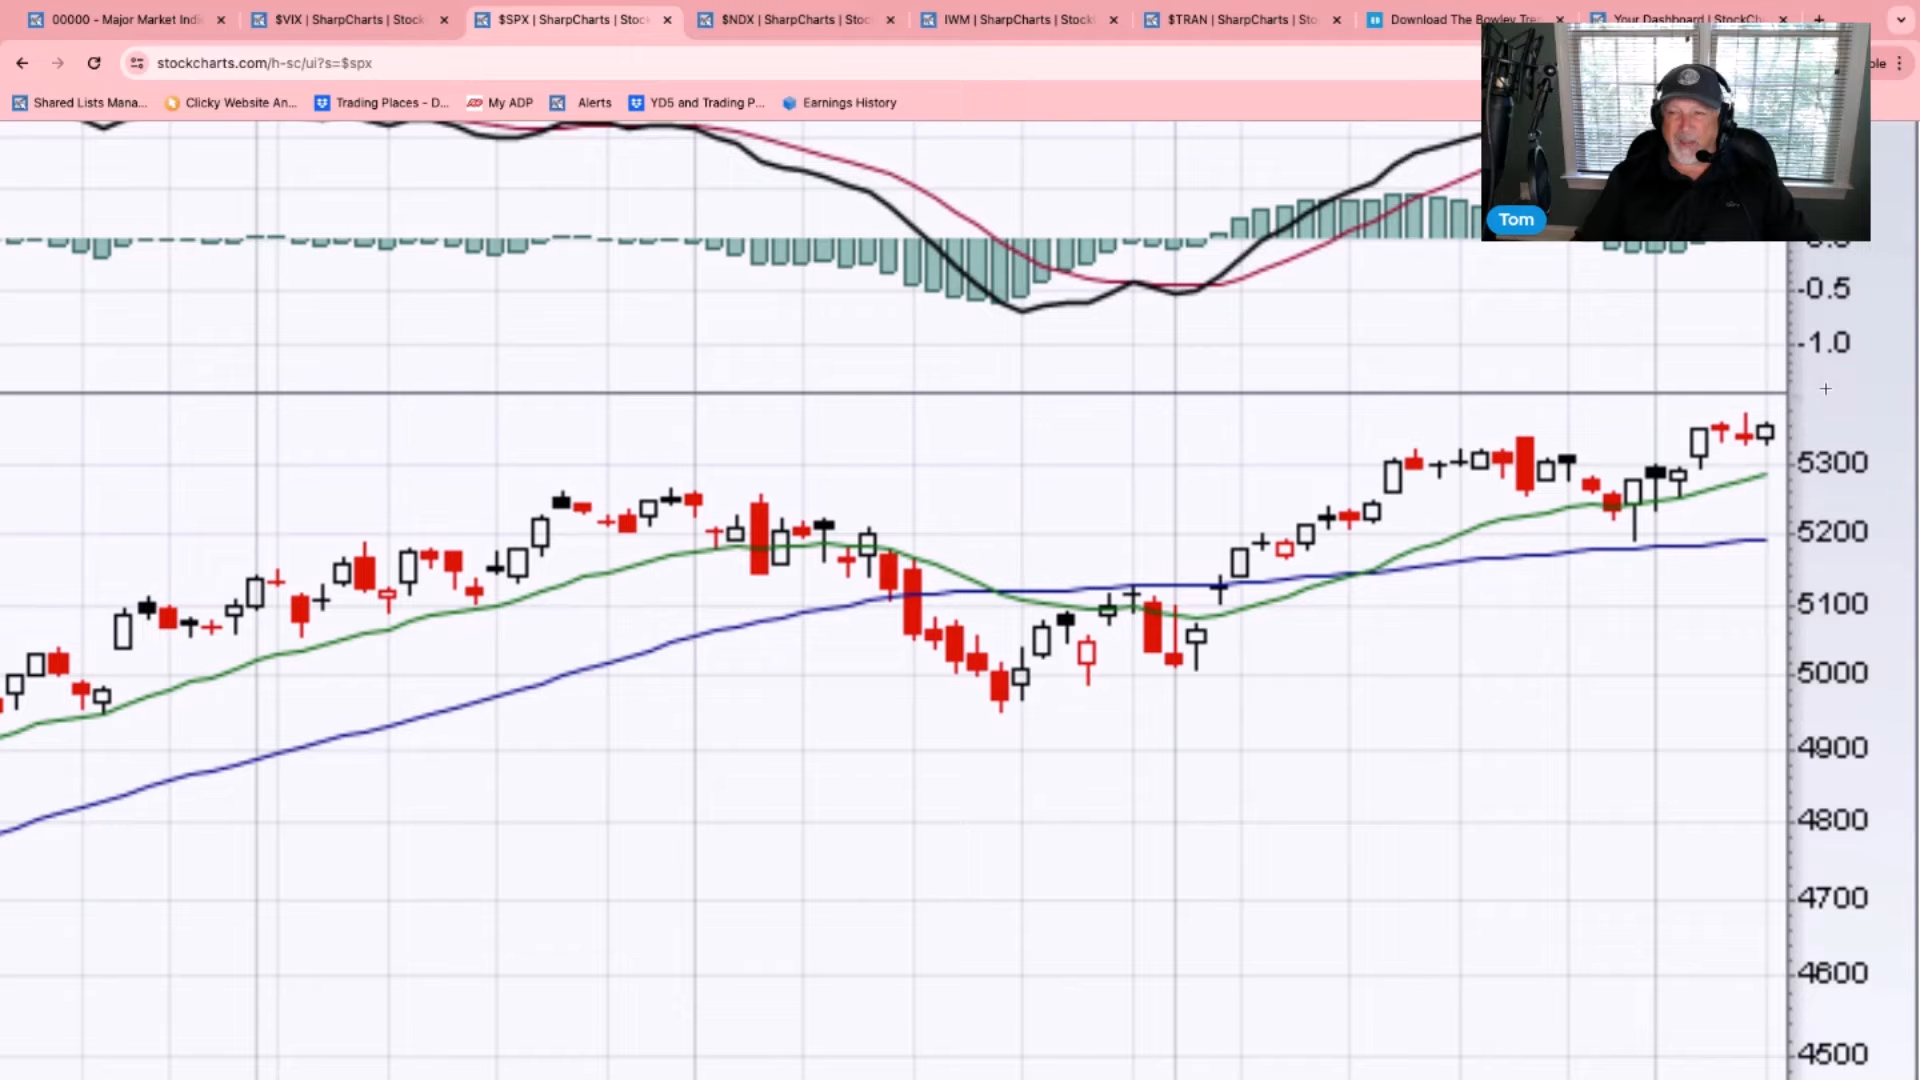 00000 - Major Market Indi
$VIX | SharpCharts | Stock
$SPX | SharpCharts | Stock
$NDX | SharpCharts | Stoc
IWM | SharpCharts | Stock
$TRAN | SharpCharts | Sto
Download The Bowley Tre
Your Dashboard | StockCh
stockcharts.com/h-sc/ui?s=$spx
ble
Shared Lists Mana...
Clicky Website An...
Trading Places - D...
My ADP
Alerts
YD5 and Trading P...
Earnings History
Tom
0.0
-0.5
-1.0
5300
5200
5100
5000
4900
4800
4700
4600
4500